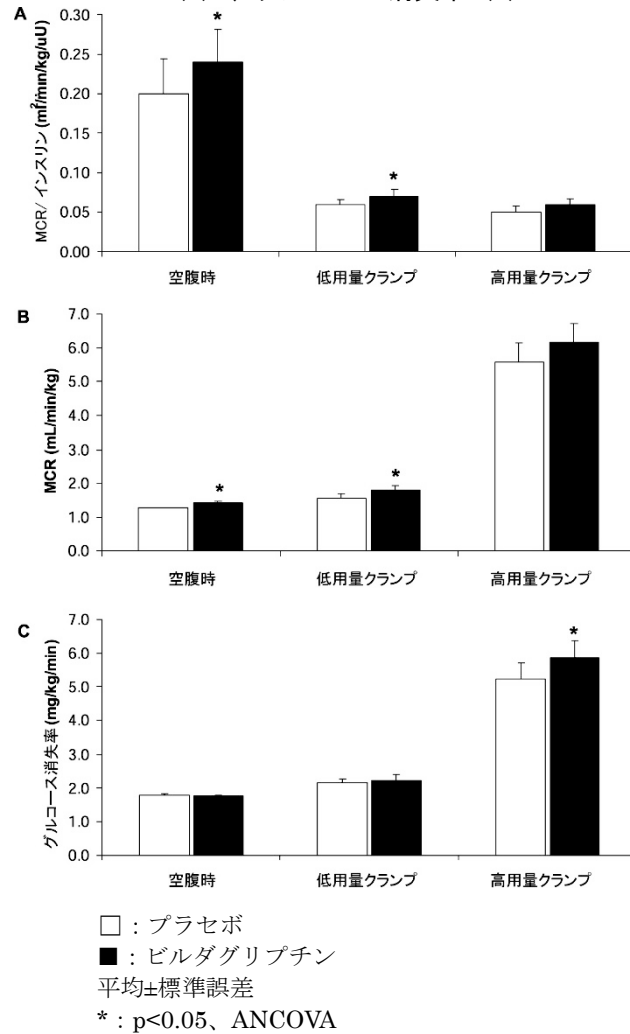 A
MCR/ インスリン (ml²/min/kg/uU)
0.30
0.25
0.20
0.15
0.10
0.05
0.00
*
*
空腹時 低用量クランプ 高用量クランプ
B
MCR (mL/min/kg)
7.0
6.0
5.0
4.0
3.0
2.0
1.0
0.0
*
*
空腹時 低用量クランプ 高用量クランプ
C
グルコース消失率 (mg/kg/min)
7.0
6.0
5.0
4.0
3.0
2.0
1.0
0.0
*
空腹時 低用量クランプ 高用量クランプ
□：プラセボ
■：ビルダグリプチン
平均±標準誤差
*：p<0.05、ANCOVA